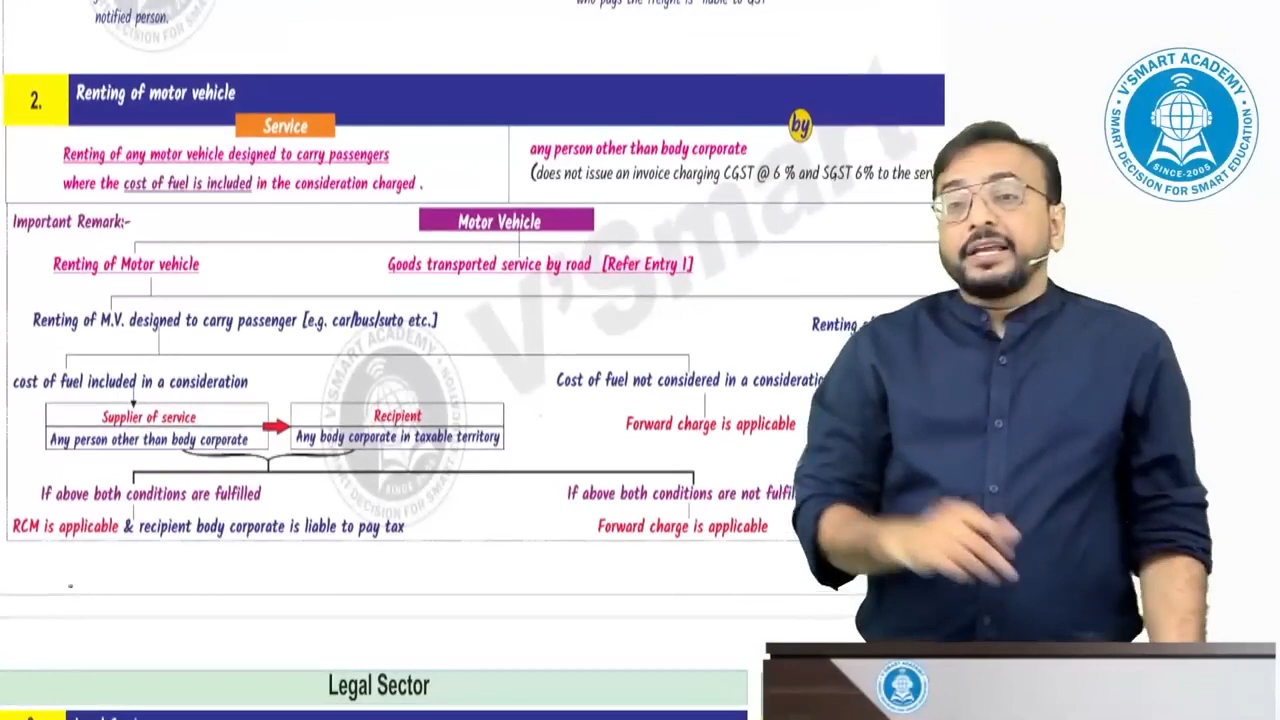 who pays the freight is liable to GST
notified person.
2.
Renting of motor vehicle
Service
by
Renting of any motor vehicle designed to carry passengers
where the cost of fuel is included in the consideration charged .
any person other than body corporate
(does not issue an invoice charging CGST @ 6 % and SGST 6% to the
Important Remark:-
Motor Vehicle
Renting of Motor vehicle
Goods transported service by road [Refer Entry 1]
Renting of M.V. designed to carry passenger [e.g. car/bus/suto etc.]
Renting
cost of fuel included in a consideration
Cost of fuel not considered in a
Supplier of service
Recipient
Any person other than body corporate
Any body corporate in taxable territory
Forward charge is applicable
If above both conditions are fulfilled
If above both conditions are not
RCM is applicable & recipient body corporate is liable to pay tax
Forward charge is applicable
Legal Sector
V'Smart
V'SMART ACADEMY
SINCE-2005
SMART DECISION FOR SMART EDUCATION